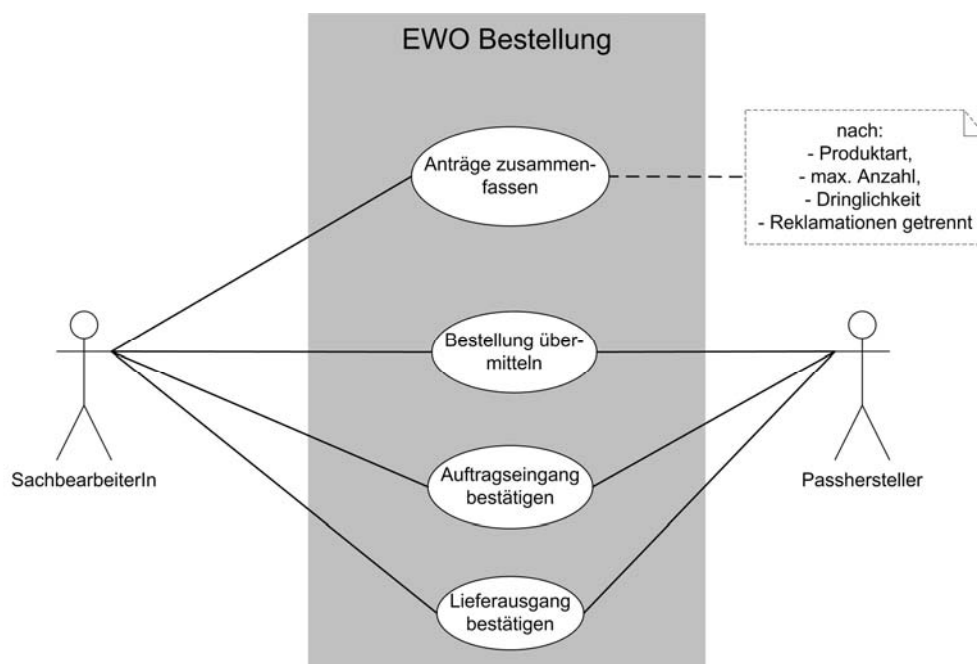 EWO Bestellung
Anträge zusammen-
fassen
nach:
- Produktart,
- max. Anzahl,
- Dringlichkeit
- Reklamationen getrennt
Bestellung über-
mitteln
SachbearbeiterIn
Auftragseingang
bestätigen
Passhersteller
Lieferausgang
bestätigen